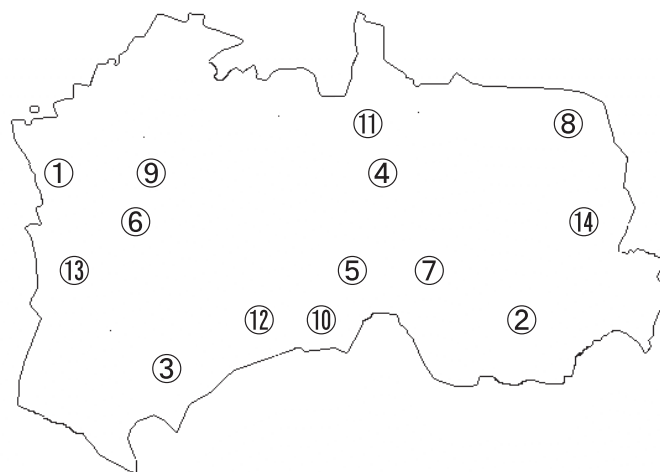 ⑪ ⑧
① ⑨ ④
⑥ ⑭
⑬ ⑤ ⑦
⑫ ⑩ ②
③